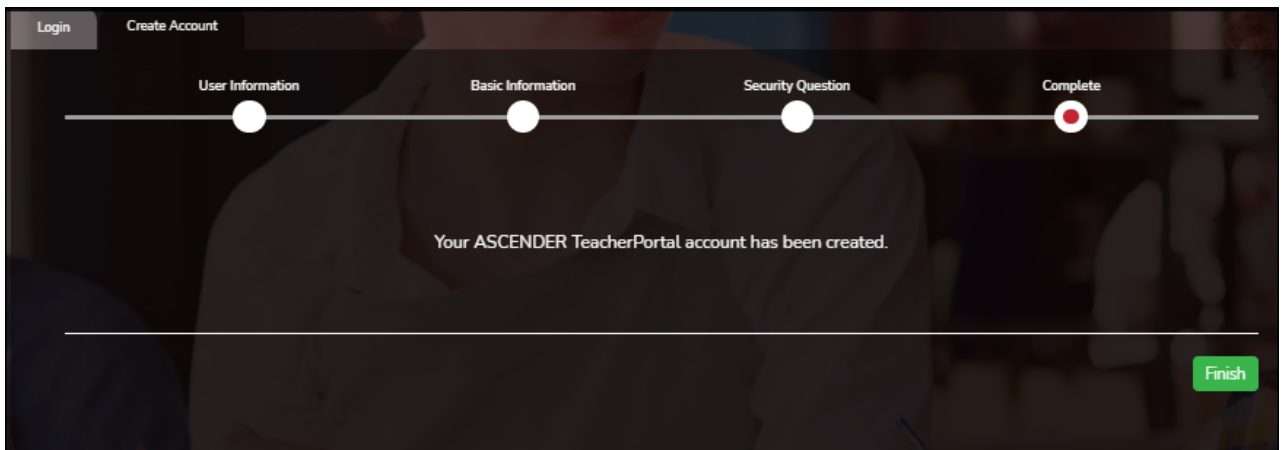 Login Create Account
User Information Basic Information Security Question Complete
Your ASCENDER TeacherPortal account has been created.
Finish